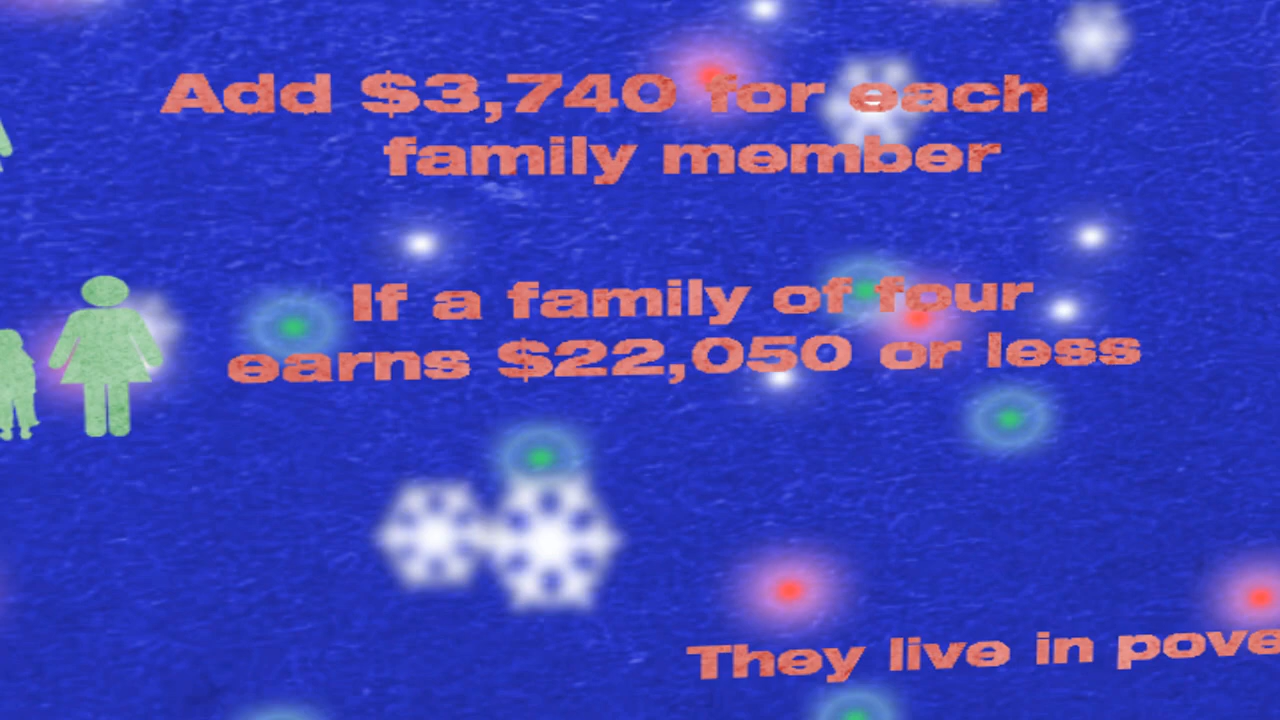 Add $3,740 for each
family member
If a family of four
earns $22,050 or less
They live in pove